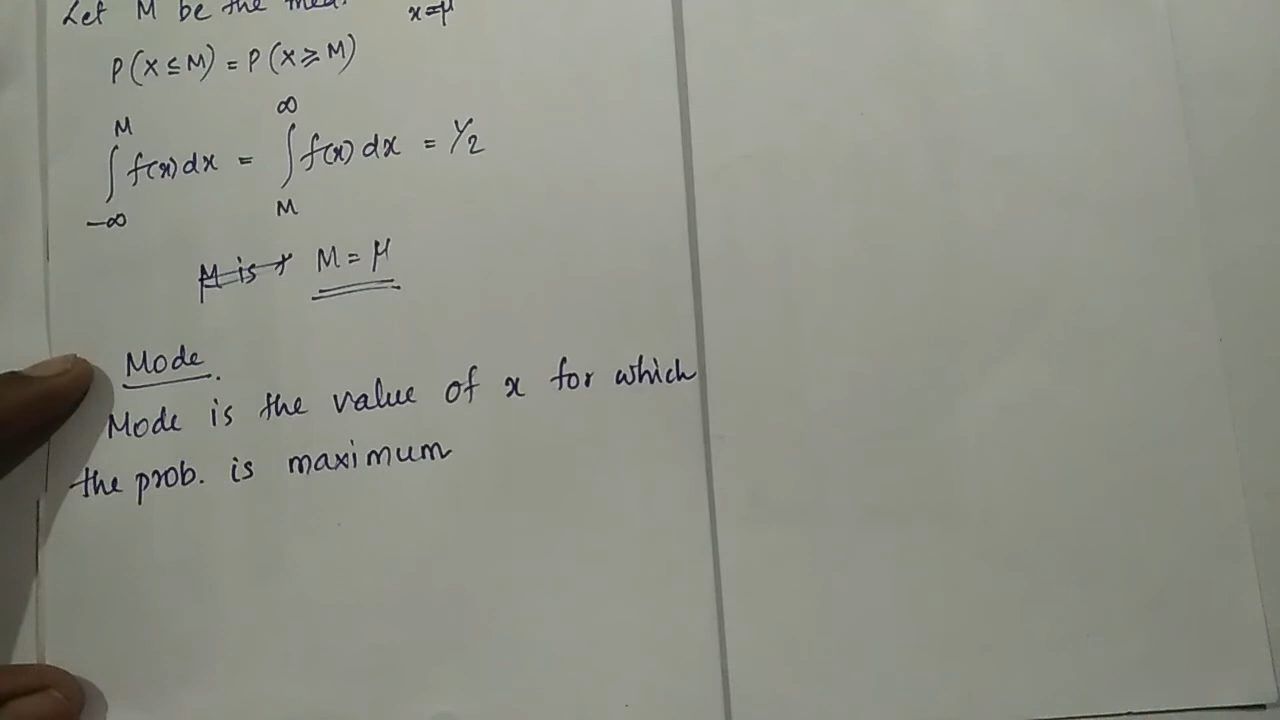 Let M be the med.
x=μ
P(X≤M) = P(X≥M)
∫_{-∞}^{M} f(x)dx = ∫_{M}^{∞} f(x)dx = 1/2
M = μ
Mode.
Mode is the value of x for which
the prob. is maximum